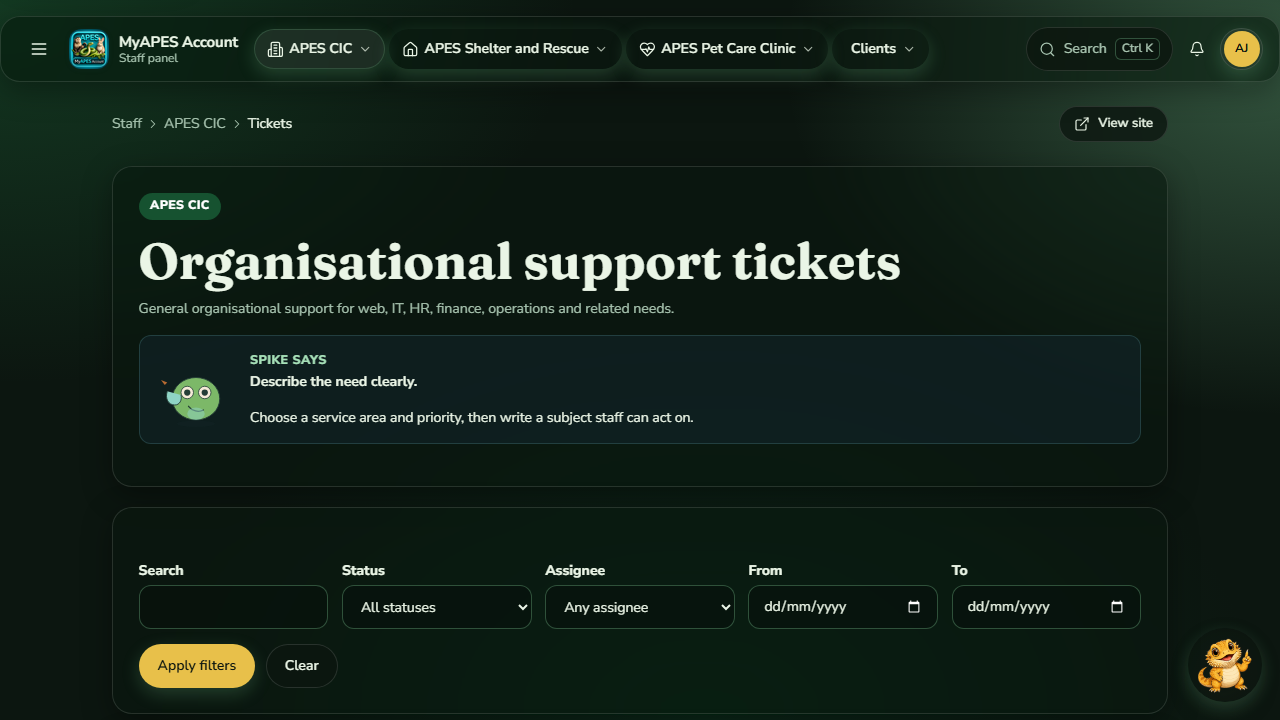 MyAPES Account
Staff panel
APES CIC
APES Shelter and Rescue
APES Pet Care Clinic
Clients
Search
Ctrl K
AJ
Staff
APES CIC
Tickets
View site
APES CIC
Organisational support tickets
General organisational support for web, IT, HR, finance, operations and related needs.
SPIKE SAYS
Describe the need clearly.
Choose a service area and priority, then write a subject staff can act on.
Search
Status
Assignee
From
To
All statuses
Any assignee
dd/mm/yyyy
dd/mm/yyyy
Apply filters
Clear